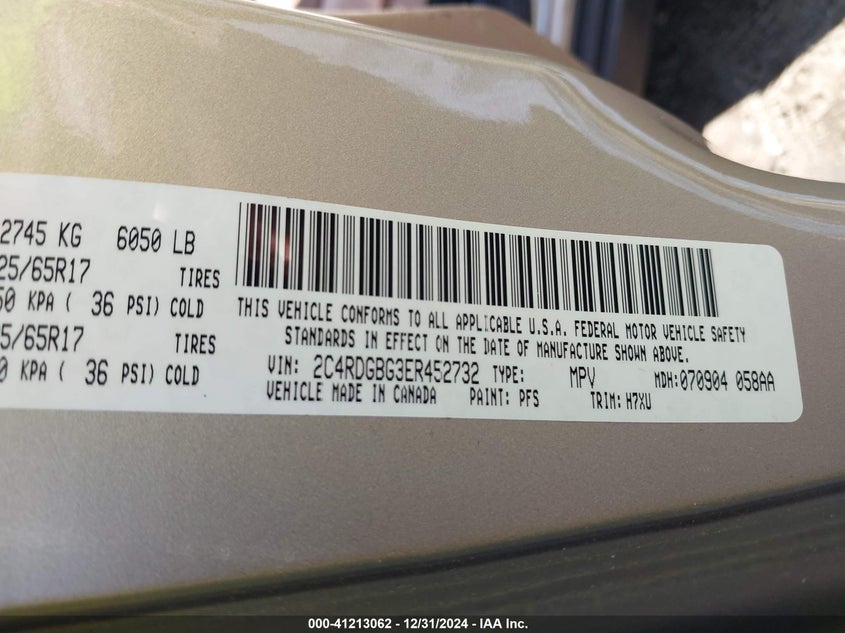 2745 KG 6050 LB
25/65R17 TIRES
50 KPA ( 36 PSI) COLD
5/65R17 TIRES
0 KPA ( 36 PSI) COLD
THIS VEHICLE CONFORMS TO ALL APPLICABLE U.S.A. FEDERAL MOTOR VEHICLE SAFETY
STANDARDS IN EFFECT ON THE DATE OF MANUFACTURE SHOWN ABOVE.
VIN: 2C4RDGBG3ER452732 TYPE: MPV MDH:070904 058AA
VEHICLE MADE IN CANADA PAINT: PFS TRIM: H7XU
000-41213062 - 12/31/2024 - IAA Inc.